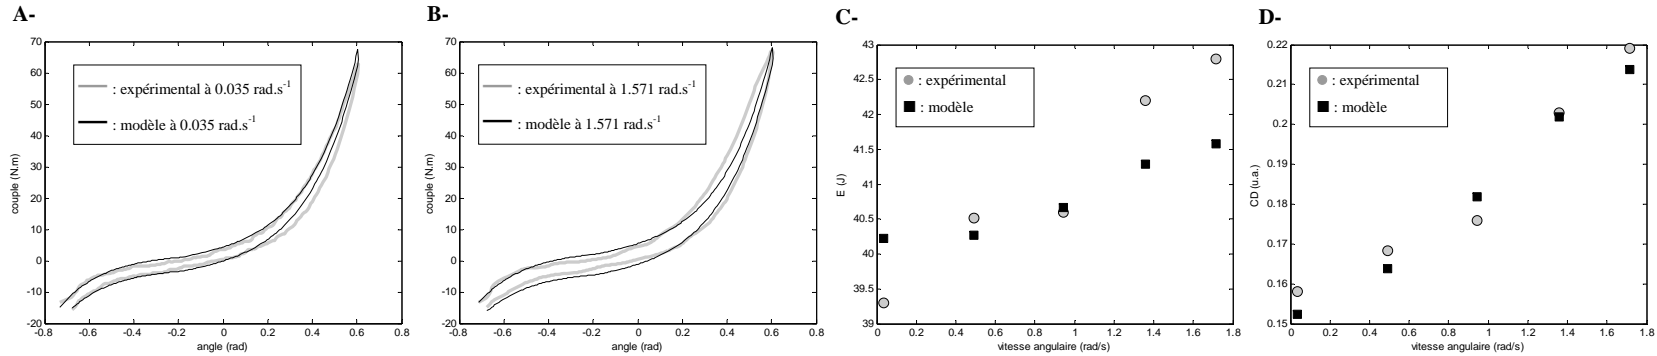 A-
70
60
50
40
30
20
10
0
-10
-20
-0.8 -0.6 -0.4 -0.2 0 0.2 0.4 0.6 0.8
couple (N.m)
angle (rad)
: expérimental à 0.035 rad.s-1
: modèle à 0.035 rad.s-1
B-
70
60
50
40
30
20
10
0
-10
-20
-0.8 -0.6 -0.4 -0.2 0 0.2 0.4 0.6 0.8
couple (N.m)
angle (rad)
: expérimental à 1.571 rad.s-1
: modèle à 1.571 rad.s-1
C-
43
42.5
42
41.5
41
40.5
40
39.5
39
0 0.2 0.4 0.6 0.8 1 1.2 1.4 1.6 1.8
E (J)
vitesse angulaire (rad/s)
: expérimental
: modèle
D-
0.22
0.21
0.2
0.19
0.18
0.17
0.16
0.15
0 0.2 0.4 0.6 0.8 1 1.2 1.4 1.6 1.8
CD (u.a.)
vitesse angulaire (rad/s)
: expérimental
: modèle